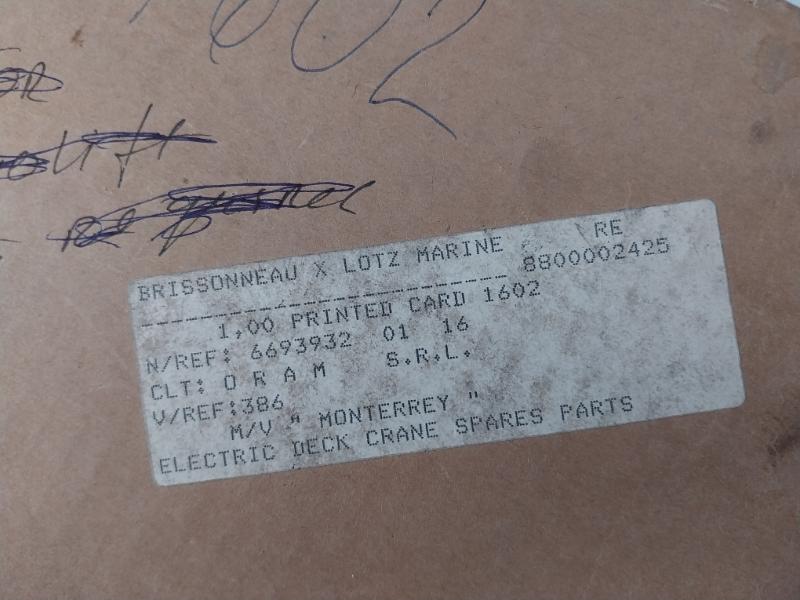 1602
BRISSONNEAU X LOTZ MARINE RE
8800002425
1,00 PRINTED CARD 1602
N/REF: 6693932 01 16
CLT: O R A M S.R.L.
V/REF:386
M/V " MONTERREY "
ELECTRIC DECK CRANE SPARES PARTS